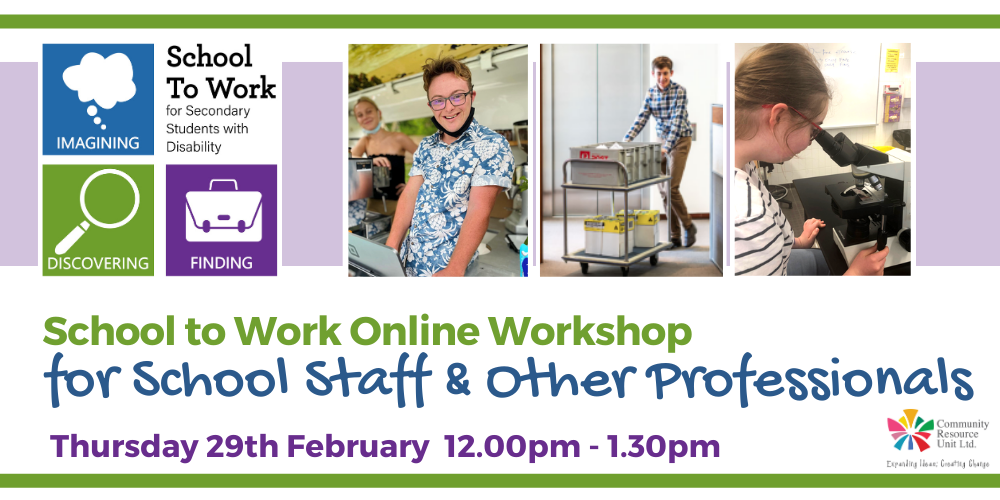 School
To Work
for Secondary
Students with
Disability
IMAGINING
DISCOVERING
FINDING
School to Work Online Workshop
for School Staff & Other Professionals
Thursday 29th February 12.00pm - 1.30pm
Community
Resource
Unit Ltd.
Expanding Ideas; Creating Change